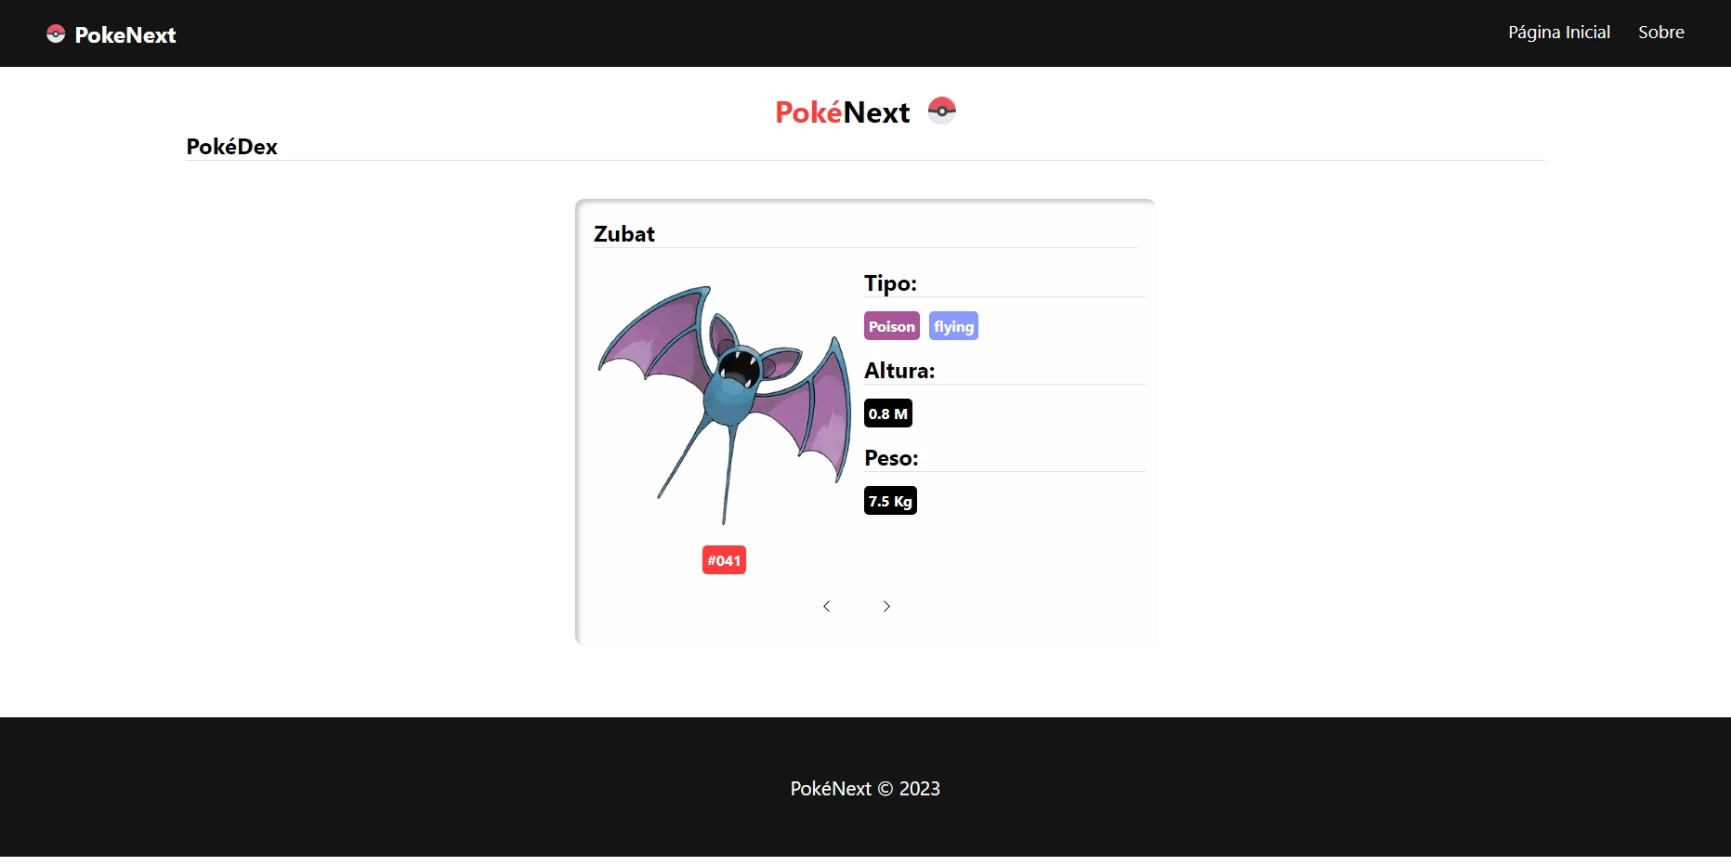 PokeNext
Página Inicial
Sobre
PokéNext
PokéDex
Zubat
Tipo:
Poison flying
Altura:
0.8 M
Peso:
7.5 Kg
#041
PokéNext © 2023